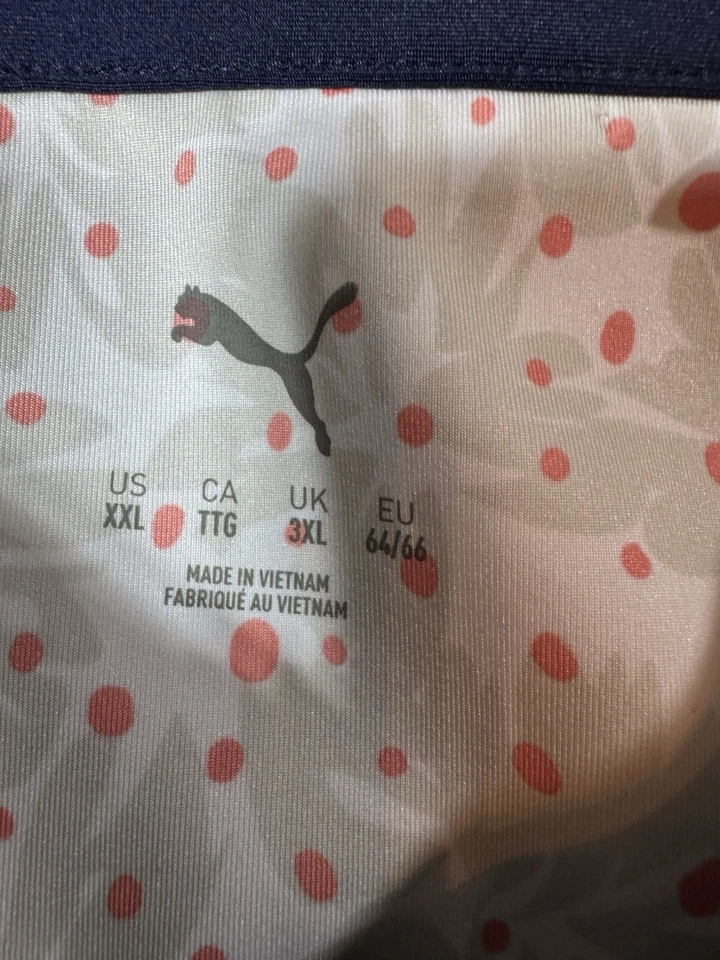 US CA UK EU
XXL TTG 3XL 64/66
MADE IN VIETNAM
FABRIQUÉ AU VIETNAM